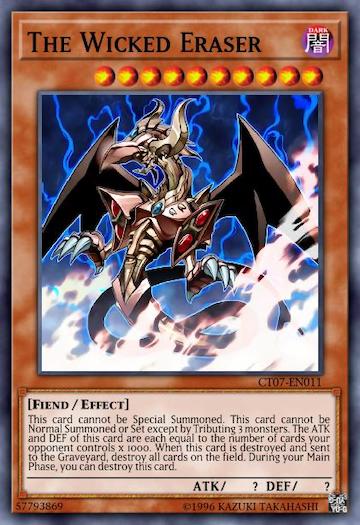 The Wicked Eraser
DARK
闇
CT07-EN011
[Fiend / Effect]
This card cannot be Special Summoned. This card cannot be
Normal Summoned or Set except by Tributing 3 monsters. The ATK
and DEF of this card are each equal to the number of cards your
opponent controls x 1000. When this card is destroyed and sent
to the Graveyard, destroy all cards on the field. During your Main
Phase, you can destroy this card.
ATK/ ? DEF/ ?
57793869
©1996 KAZUKI TAKAHASHI